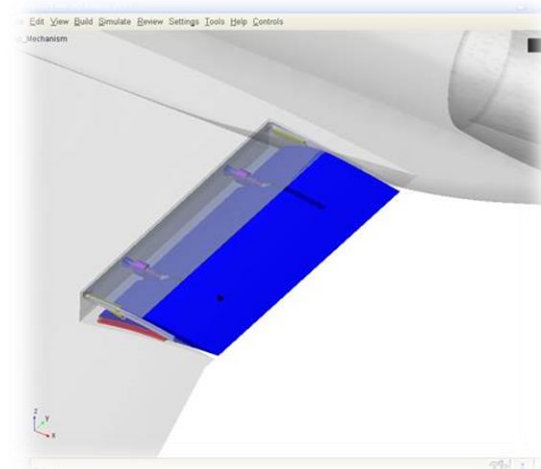 Edit View Build Simulate Review Settings Tools Help Controls
_Mechanism
z
y
x